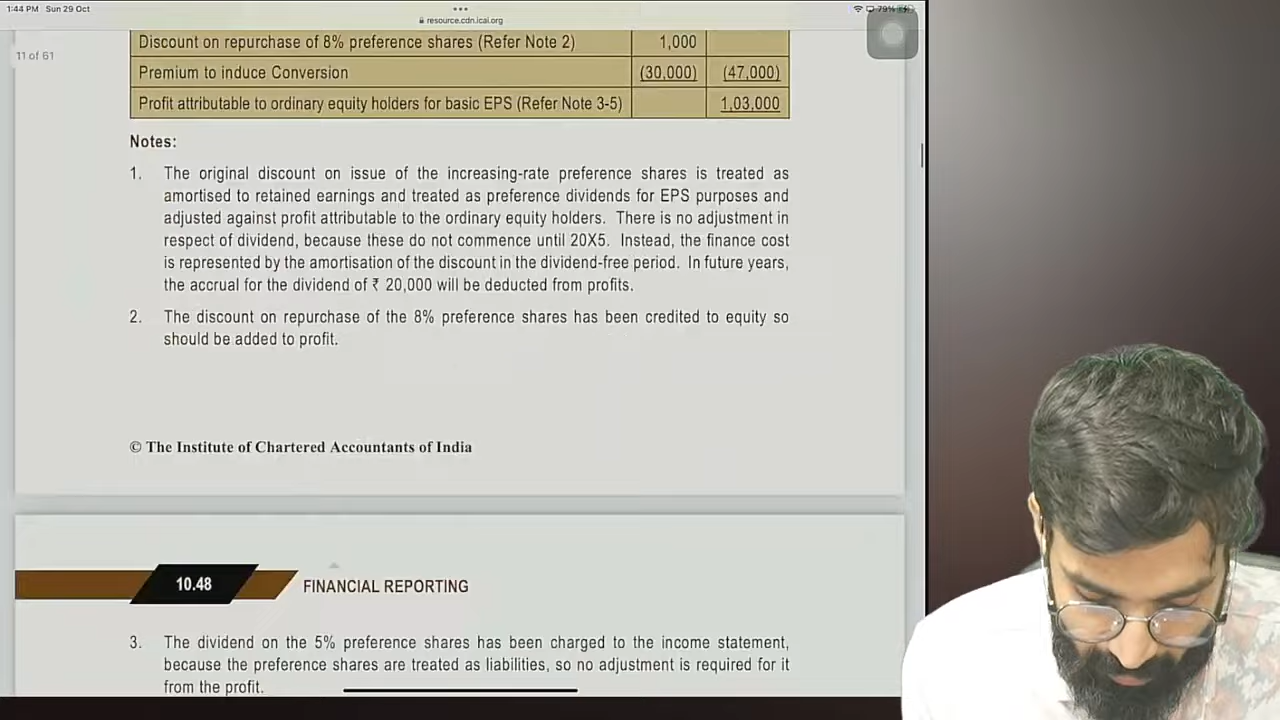 1:44 PM Sun 29 Oct
resource.cdn.icai.org
79%
11 of 61
Discount on repurchase of 8% preference shares (Refer Note 2) 1,000
Premium to induce Conversion (30,000) (47,000)
Profit attributable to ordinary equity holders for basic EPS (Refer Note 3-5) 1,03,000
Notes:
1. The original discount on issue of the increasing-rate preference shares is treated as
amortised to retained earnings and treated as preference dividends for EPS purposes and
adjusted against profit attributable to the ordinary equity holders. There is no adjustment in
respect of dividend, because these do not commence until 20X5. Instead, the finance cost
is represented by the amortisation of the discount in the dividend-free period. In future years,
the accrual for the dividend of ₹ 20,000 will be deducted from profits.
2. The discount on repurchase of the 8% preference shares has been credited to equity so
should be added to profit.
© The Institute of Chartered Accountants of India
10.48 FINANCIAL REPORTING
3. The dividend on the 5% preference shares has been charged to the income statement,
because the preference shares are treated as liabilities, so no adjustment is required for it
from the profit.